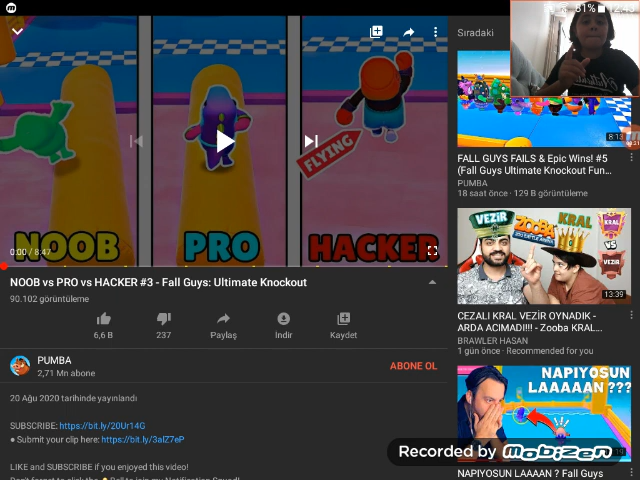 NOOB
PRO
HACKER
FLYING
0:00 / 8:47
NOOB vs PRO vs HACKER #3 - Fall Guys: Ultimate Knockout
90.102 görüntüleme
6,6 B
237
Paylaş
İndir
Kaydet
PUMBA
2,71 Mn abone
ABONE OL
20 Ağu 2020 tarihinde yayınlandı
SUBSCRIBE: https://bit.ly/20Ur14G
● Submit your clip here: https://bit.ly/3alZ7eP
LIKE and SUBSCRIBE if you enjoyed this video!
Sıradaki
81%
8:13
FALL GUYS FAILS & Epic Wins! #5
(Fall Guys Ultimate Knockout Fun...
PUMBA
18 saat önce · 129 B görüntüleme
VEZİR
ZOOBA
KRAL
KRAL
VS
VEZİR
13:39
CEZALI KRAL VEZİR OYNADIK -
ARDA ACIMADI!!!! - Zooba KRAL...
BRAWLER HASAN
1 gün önce · Recommended for you
NAPIYOSUN
LAAAAAN ???
Recorded by Mobizen
NAPIYOSUN LAAAAN ? Fall Guys